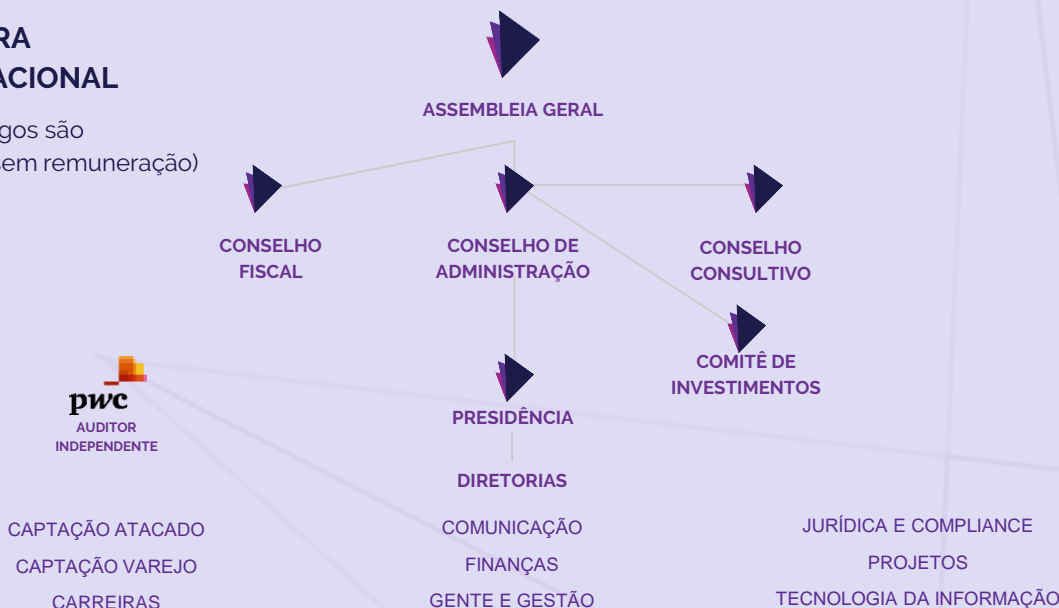 RA
ACIONAL
gos são
sem remuneração)
ASSEMBLEIA GERAL
CONSELHO
FISCAL
CONSELHO DE
ADMINISTRAÇÃO
CONSELHO
CONSULTIVO
COMITÊ DE
INVESTIMENTOS
pwc
AUDITOR
INDEPENDENTE
PRESIDÊNCIA
DIRETORIAS
CAPTAÇÃO ATACADO
CAPTAÇÃO VAREJO
CARREIRAS
COMUNICAÇÃO
FINANÇAS
GENTE E GESTÃO
JURÍDICA E COMPLIANCE
PROJETOS
TECNOLOGIA DA INFORMAÇÃO